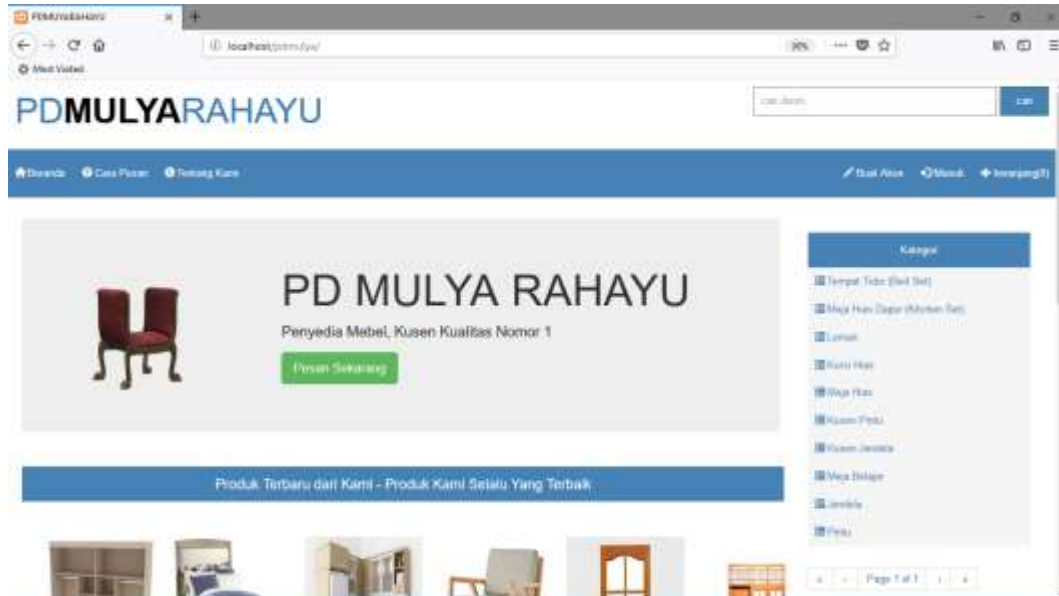 PDMulyaRahayu
localhost/pdmulya/
Most Visited
PDMULYARAHAYU
cari
Beranda Cara Pesan Tentang Kami
Buat Akun Masuk
PD MULYA RAHAYU
Penyedia Mebel, Kusen Kualitas Nomor 1
Pesan Sekarang
Kategori
Tempat Tidur (Bed Set)
Meja Hias Dapur (Kitchen Set)
Lemari
Kursi Hias
Meja Hias
Kusen Pintu
Kusen Jendela
Meja Belajar
Jendela
Pintu
Produk Terbaru dari Kami - Produk Kami Selalu Yang Terbaik
Page 1 of 1